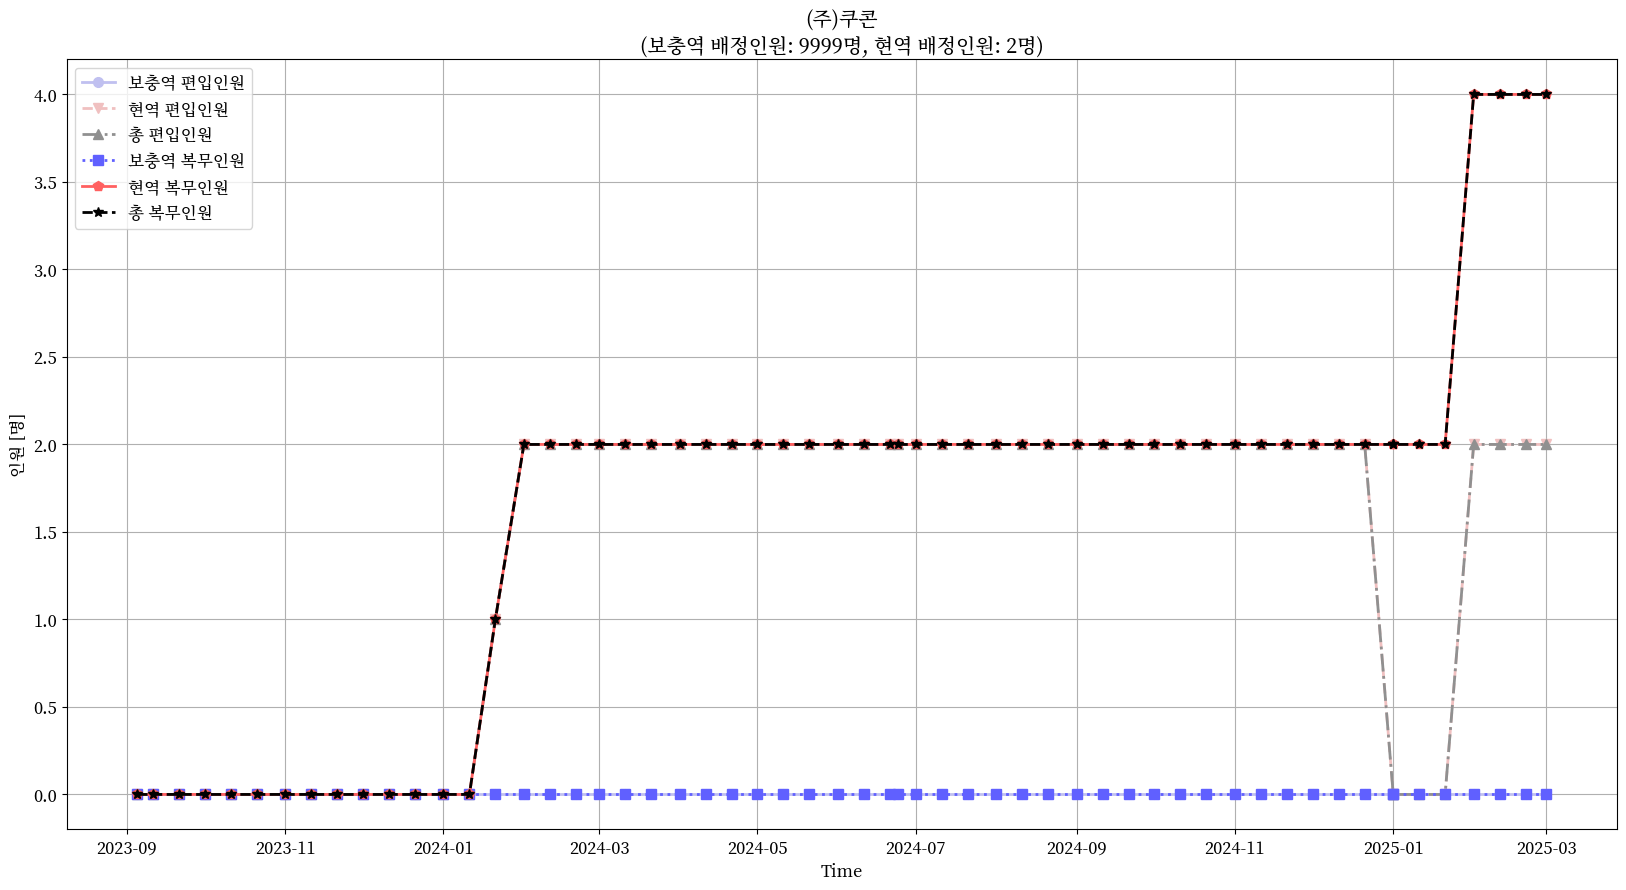 (주)쿠콘
(보충역 배정인원: 9999명, 현역 배정인원: 2명)
보충역 편입인원
현역 편입인원
총 편입인원
보충역 복무인원
현역 복무인원
총 복무인원
인원 [명]
4.0
3.5
3.0
2.5
2.0
1.5
1.0
0.5
0.0
2023-09
2023-11
2024-01
2024-03
2024-05
2024-07
2024-09
2024-11
2025-01
2025-03
Time